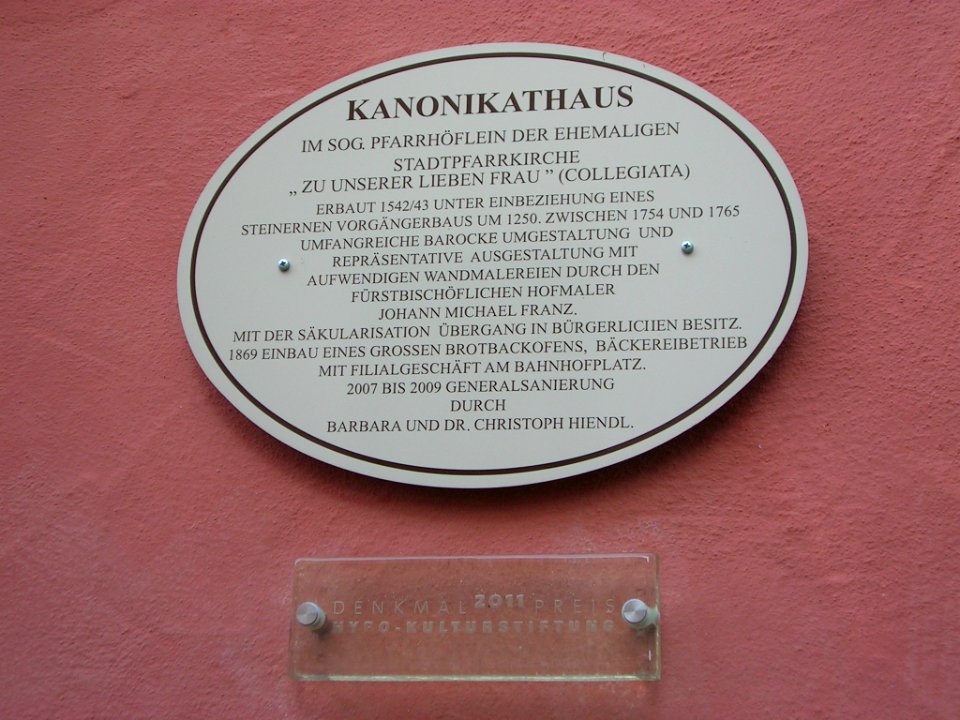 KANONIKATHAUS
IM SOG. PFARRHÖFLEIN DER EHEMALIGEN
STADTPFARRKIRCHE
„ ZU UNSERER LIEBEN FRAU ” (COLLEGIATA)
ERBAUT 1542/43 UNTER EINBEZIEHUNG EINES
STEINERNEN VORGÄNGERBAUS UM 1250. ZWISCHEN 1754 UND 1765
UMFANGREICHE BAROCKE UMGESTALTUNG UND
REPRÄSENTATIVE AUSGESTALTUNG MIT
AUFWENDIGEN WANDMALEREIEN DURCH DEN
FÜRSTBISCHÖFLICHEN HOFMALER
JOHANN MICHAEL FRANZ.
MIT DER SÄKULARISATION ÜBERGANG IN BÜRGERLICHEN BESITZ.
1869 EINBAU EINES GROSSEN BROTBACKOFENS, BÄCKEREIBETRIEB
MIT FILIALGESCHÄFT AM BAHNHOFPLATZ.
2007 BIS 2009 GENERALSANIERUNG
DURCH
BARBARA UND DR. CHRISTOPH HIENDL.
DENKMAL 2011 PREIS
HYPO-KULTURSTIFTUNG